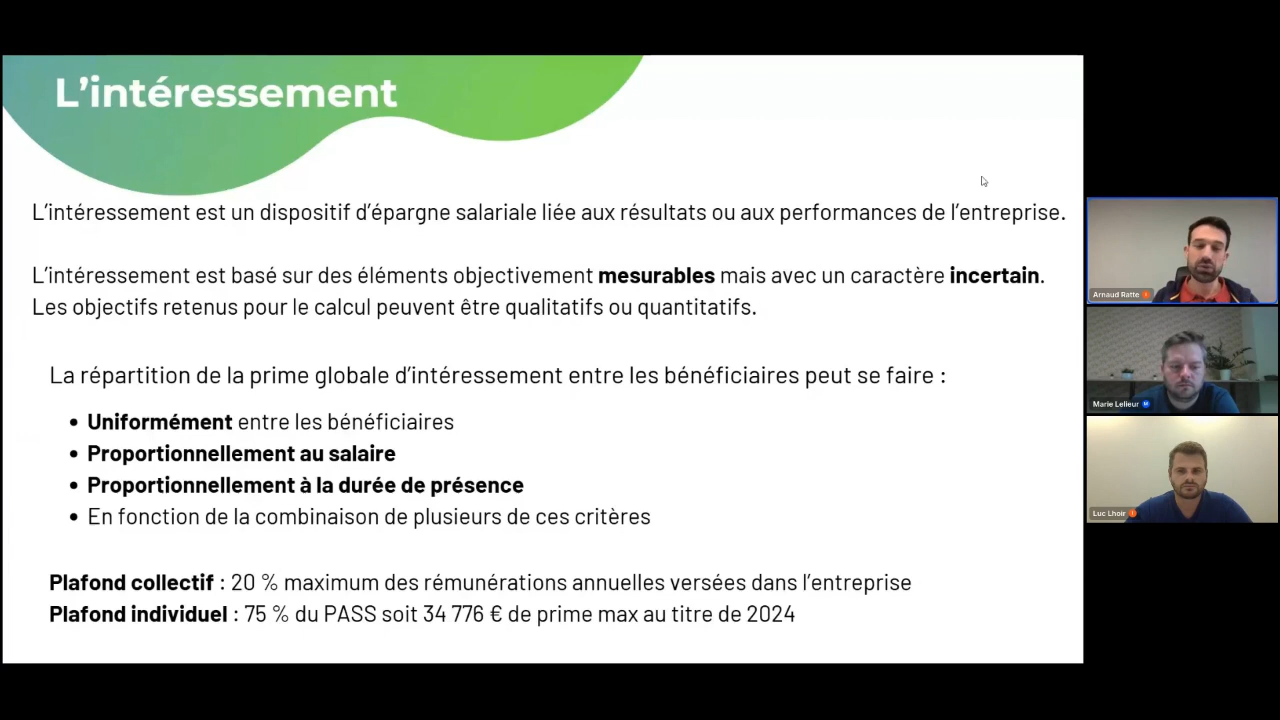 L'intéressement
L'intéressement est un dispositif d'épargne salariale liée aux résultats ou aux performances de l'entreprise.
L'intéressement est basé sur des éléments objectivement mesurables mais avec un caractère incertain.
Les objectifs retenus pour le calcul peuvent être qualitatifs ou quantitatifs.
La répartition de la prime globale d'intéressement entre les bénéficiaires peut se faire :
• Uniformément entre les bénéficiaires
• Proportionnellement au salaire
• Proportionnellement à la durée de présence
• En fonction de la combinaison de plusieurs de ces critères
Plafond collectif : 20 % maximum des rémunérations annuelles versées dans l'entreprise
Plafond individuel : 75 % du PASS soit 34 776 € de prime max au titre de 2024
Arnaud Ratte
Marie Lelieur
Luc Lhoir